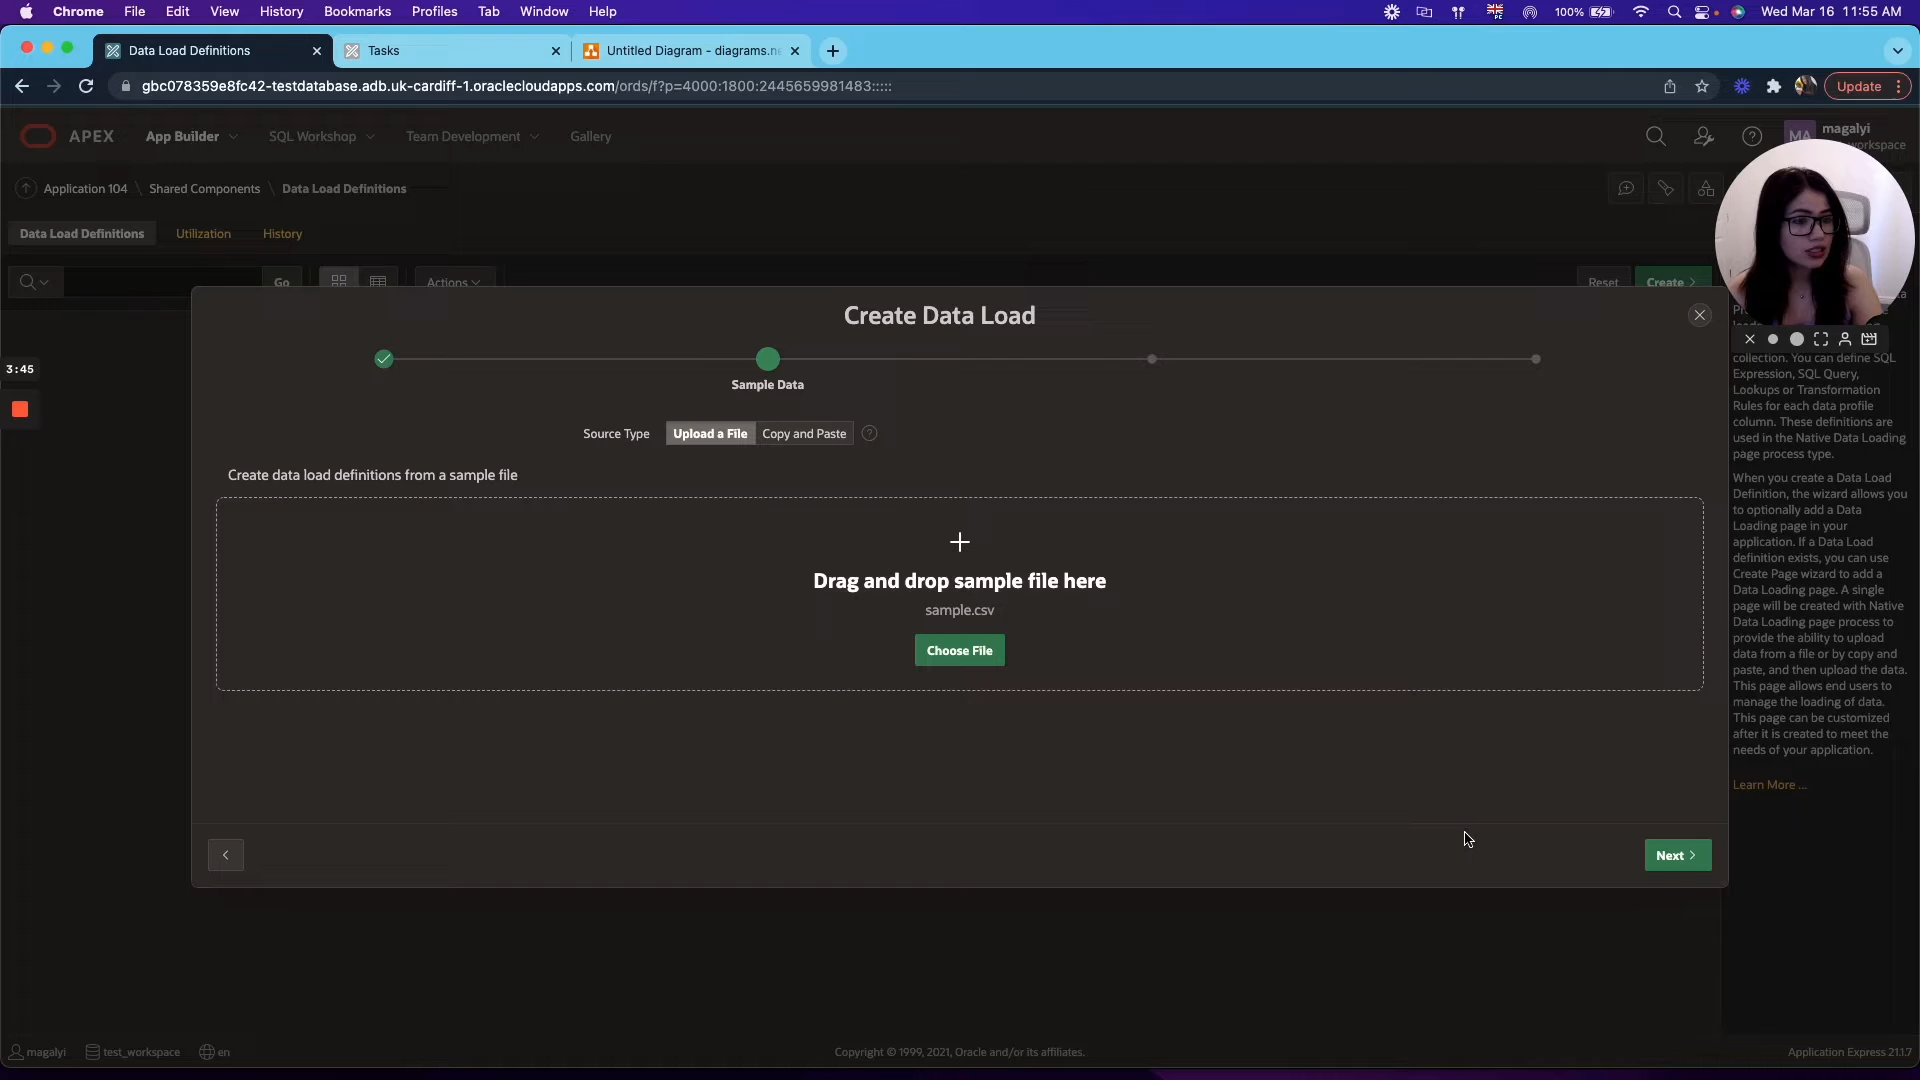 Chrome File Edit View History Bookmarks Profiles Tab Window Help 100% Wed Mar 16 11:55 AM
Data Load Definitions Tasks Untitled Diagram - diagrams.ne
gbc078359e8fc42-testdatabase.adb.uk-cardiff-1.oraclecloudapps.com/ords/f?p=4000:1800:2445659981483::::: Update
APEX App Builder SQL Workshop Team Development Gallery MA magalyi
workspace
Application 104 \ Shared Components \ Data Load Definitions
Data Load Definitions Utilization History
Go Actions Reset Create
Create Data Load
3:45
Sample Data
Source Type Upload a File Copy and Paste
Create data load definitions from a sample file
Drag and drop sample file here
sample.csv
Choose File
Next
collection. You can define SQL
Expression, SQL Query,
Lookups or Transformation
Rules for each data profile
column. These definitions are
used in the Native Data Loading
page process type.
When you create a Data Load
Definition, the wizard allows you
to optionally add a Data
Loading page in your
application. If a Data Load
definition exists, you can use
Create Page wizard to add a
Data Loading page. A single
page will be created with Native
Data Loading page process to
provide the ability to upload
data from a file or by copy and
paste, and then upload the data.
This page allows end users to
manage the loading of data.
This page can be customized
after it is created to meet the
needs of your application.
Learn More ...
magalyi test_workspace en Copyright © 1999, 2021, Oracle and/or its affiliates. Application Express 21.1.7